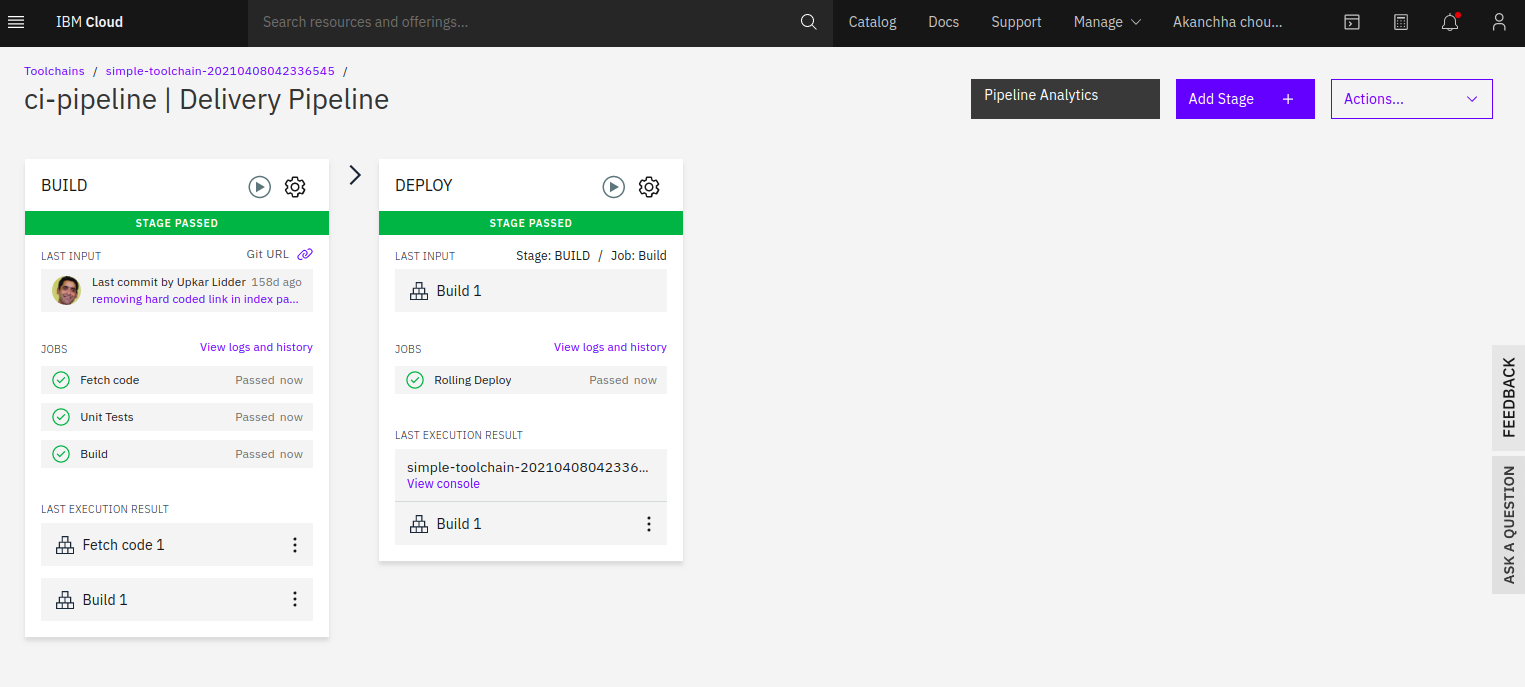 IBM Cloud
Search resources and offerings...
Catalog
Docs
Support
Manage
Akanchha chou...
Toolchains / simple-toolchain-20210408042336545 /
ci-pipeline | Delivery Pipeline
Pipeline Analytics
Add Stage +
Actions...
BUILD
STAGE PASSED
LAST INPUT
Git URL
Last commit by Upkar Lidder 158d ago
removing hard coded link in index pa...
JOBS
View logs and history
Fetch code
Passed now
Unit Tests
Passed now
Build
Passed now
LAST EXECUTION RESULT
Fetch code 1
Build 1
DEPLOY
STAGE PASSED
LAST INPUT
Stage: BUILD / Job: Build
Build 1
JOBS
View logs and history
Rolling Deploy
Passed now
LAST EXECUTION RESULT
simple-toolchain-20210408042336...
View console
Build 1
FEEDBACK
ASK A QUESTION